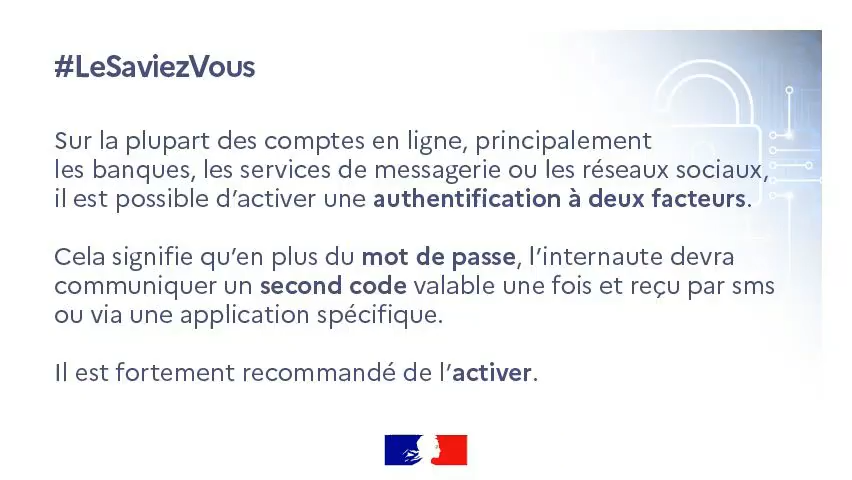 #LeSaviezVous
Sur la plupart des comptes en ligne, principalement
les banques, les services de messagerie ou les réseaux sociaux,
il est possible d’activer une authentification à deux facteurs.
Cela signifie qu’en plus du mot de passe, l’internaute devra
communiquer un second code valable une fois et reçu par sms
ou via une application spécifique.
Il est fortement recommandé de l’activer.